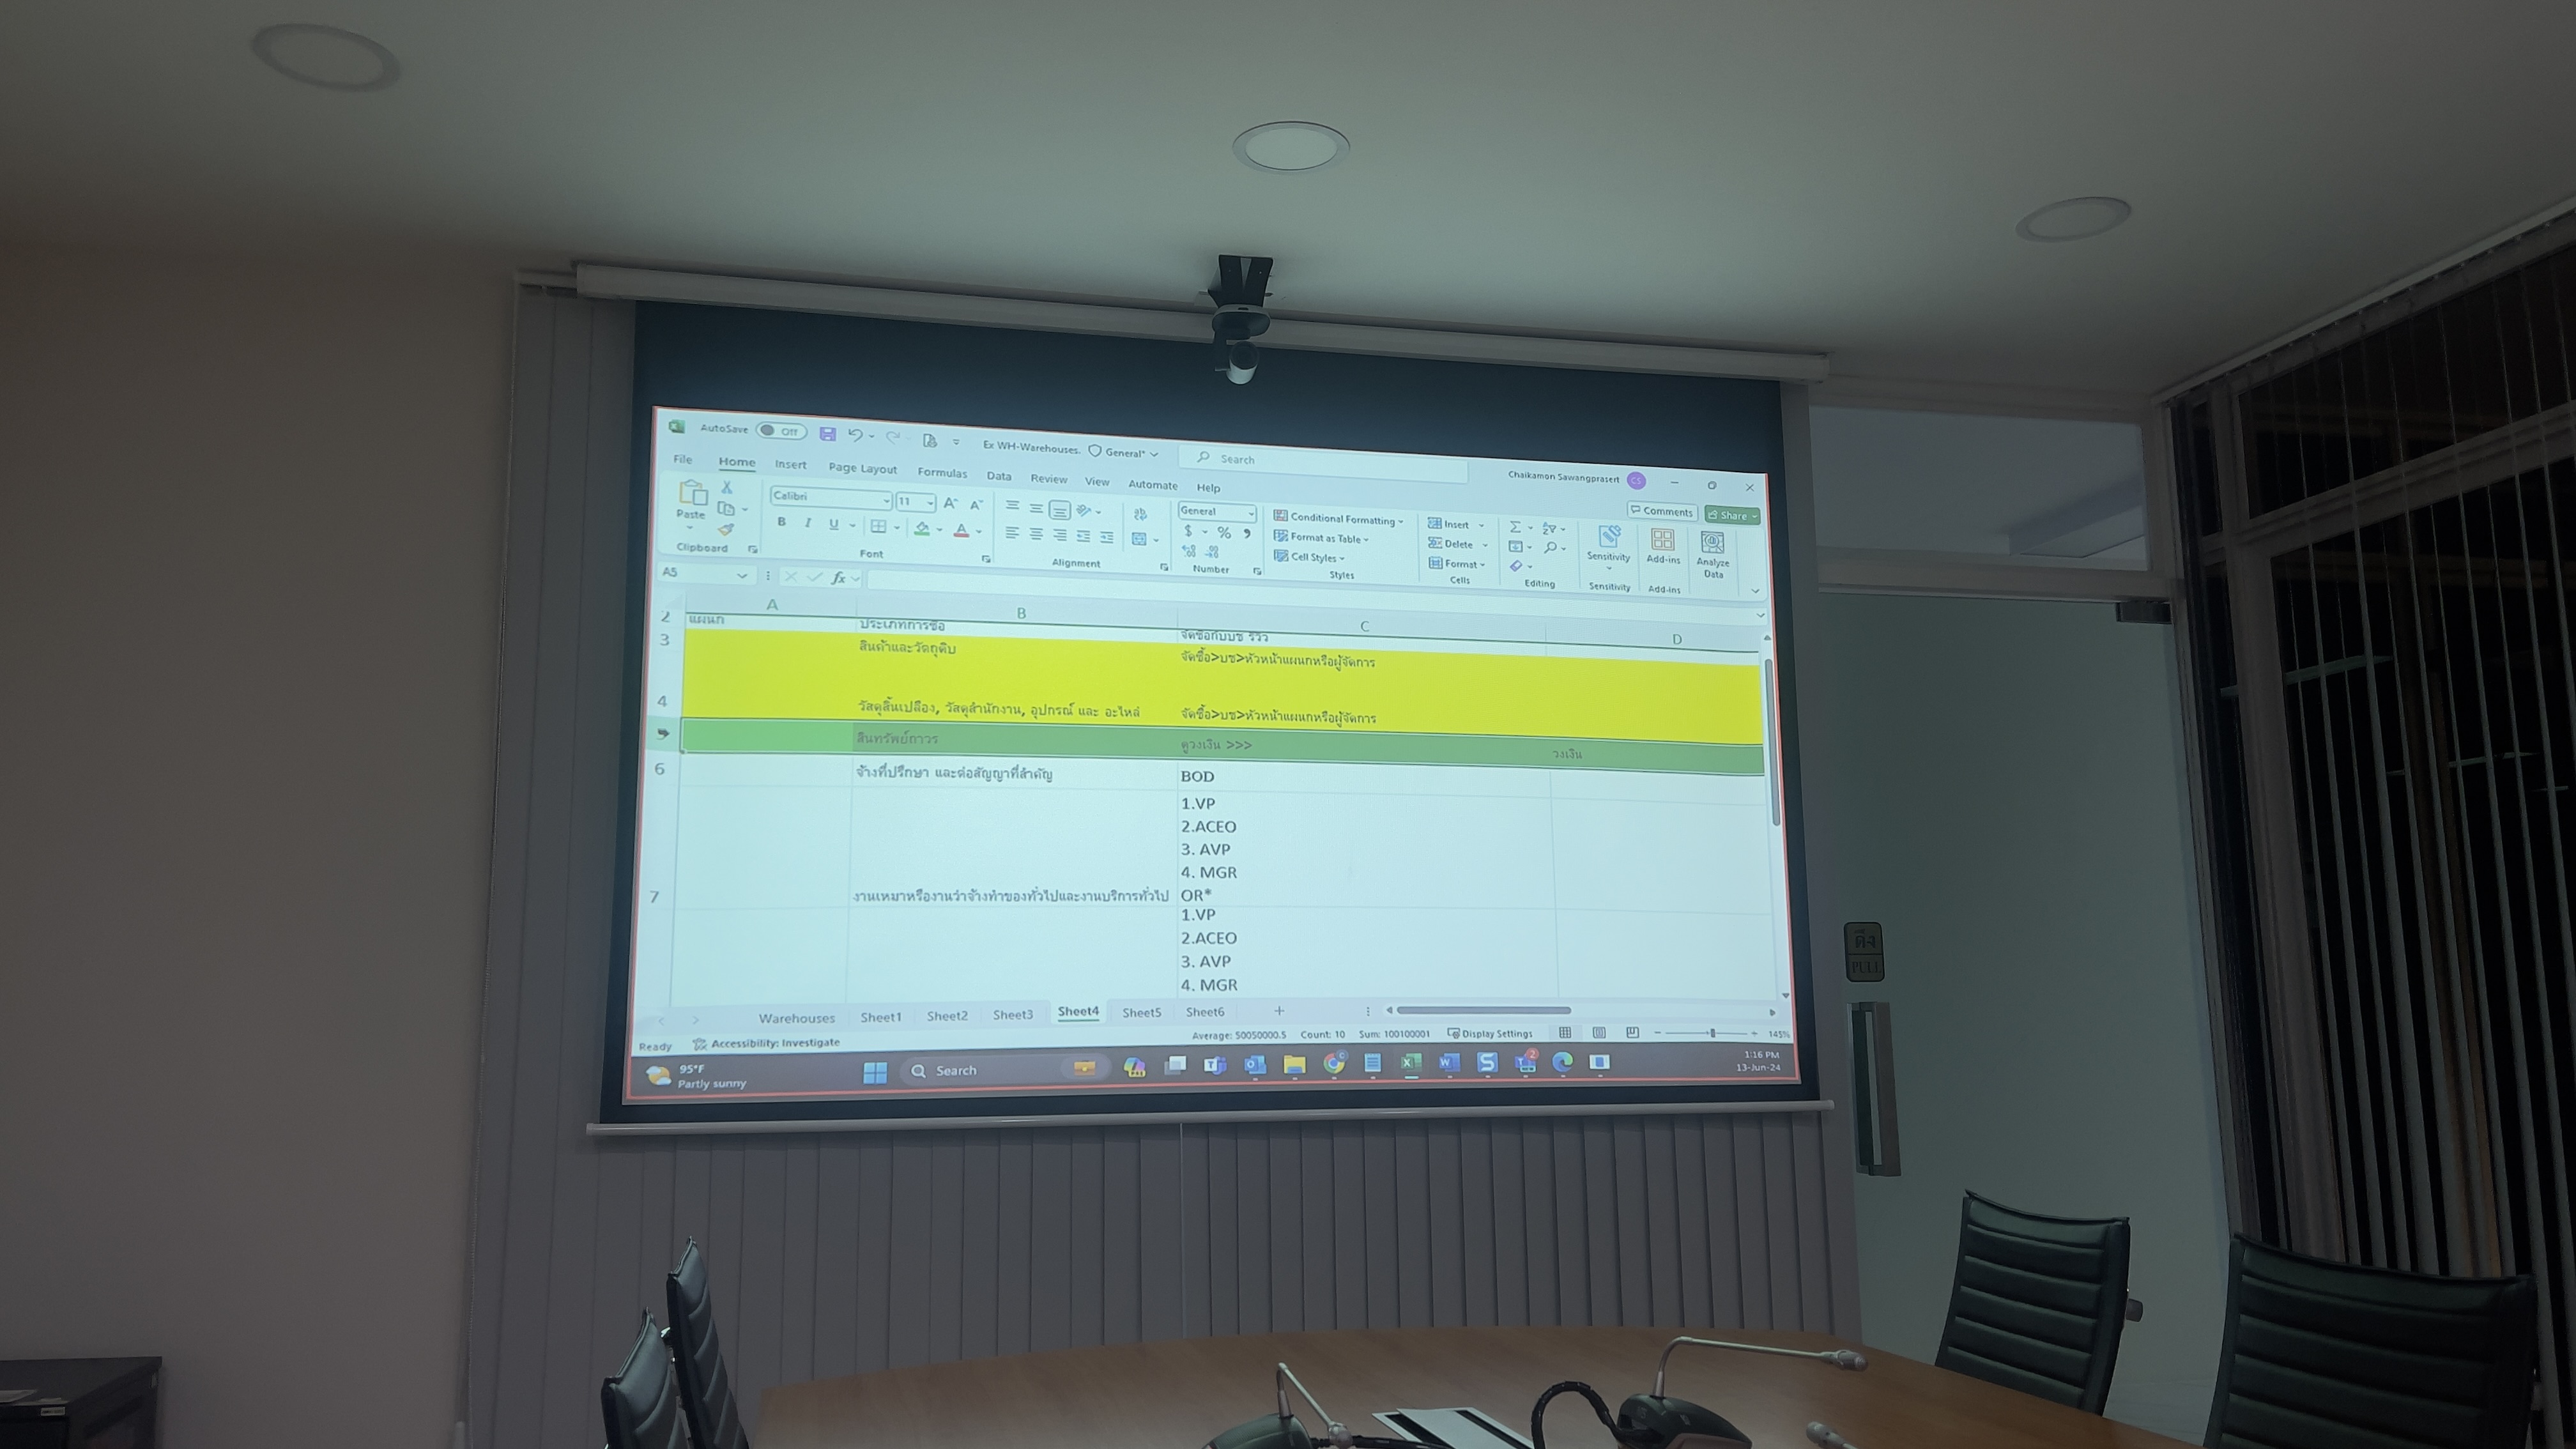 AutoSave Off Ex WH-Warehouses. General* Search Chaikamon Sawangprasert CS
File Home Insert Page Layout Formulas Data Review View Automate Help
Comments Share
Paste Calibri 11 General Conditional Formatting Insert
B I U $ % Format as Table Delete Sensitivity Add-ins Analyze Data
Cell Styles Format
Clipboard Font Alignment Number Styles Cells Editing Sensitivity Add-ins
A5 fx
A B C D
2 แผนก ประเภทการซื้อ จัดซื้อกับบช รีวิว
3 สินค้าและวัตถุดิบ จัดซื้อ>บช>หัวหน้าแผนกหรือผู้จัดการ
4 วัสดุสิ้นเปลือง, วัสดุสำนักงาน, อุปกรณ์ และ อะไหล่ จัดซื้อ>บช>หัวหน้าแผนกหรือผู้จัดการ
สินทรัพย์ถาวร ดูวงเงิน >>> วงเงิน
6 จ้างที่ปรึกษา และต่อสัญญาที่สำคัญ BOD
1.VP
2.ACEO
3. AVP
4. MGR
7 งานเหมาหรืองานว่าจ้างทำของทั่วไปและงานบริการทั่วไป OR*
1.VP
2.ACEO
3. AVP
4. MGR
Warehouses Sheet1 Sheet2 Sheet3 Sheet4 Sheet5 Sheet6 +
Ready Accessibility: Investigate Average: 50050000.5 Count: 10 Sum: 100100001 Display Settings 145%
95°F
Partly sunny
Search
1:16 PM
13-Jun-24
ดึง
PULL